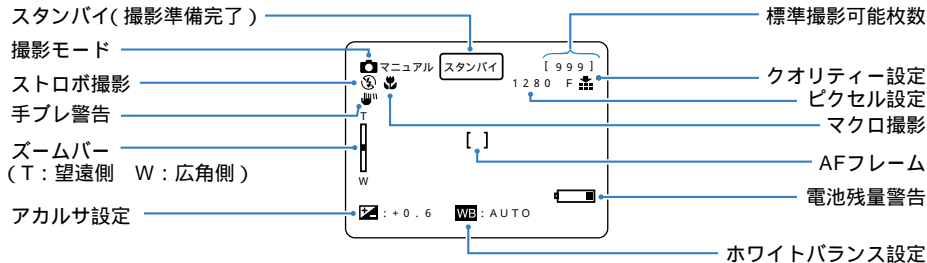 スタンバイ(撮影準備完了)
撮影モード
ストロボ撮影
手ブレ警告
ズームバー
(T:望遠側 W:広角側)
アカルサ設定
マニュアル
スタンバイ
[999]
1280 F
T
[ ]
W
:+0.6
WB:AUTO
標準撮影可能枚数
クオリティー設定
ピクセル設定
マクロ撮影
AFフレーム
電池残量警告
ホワイトバランス設定